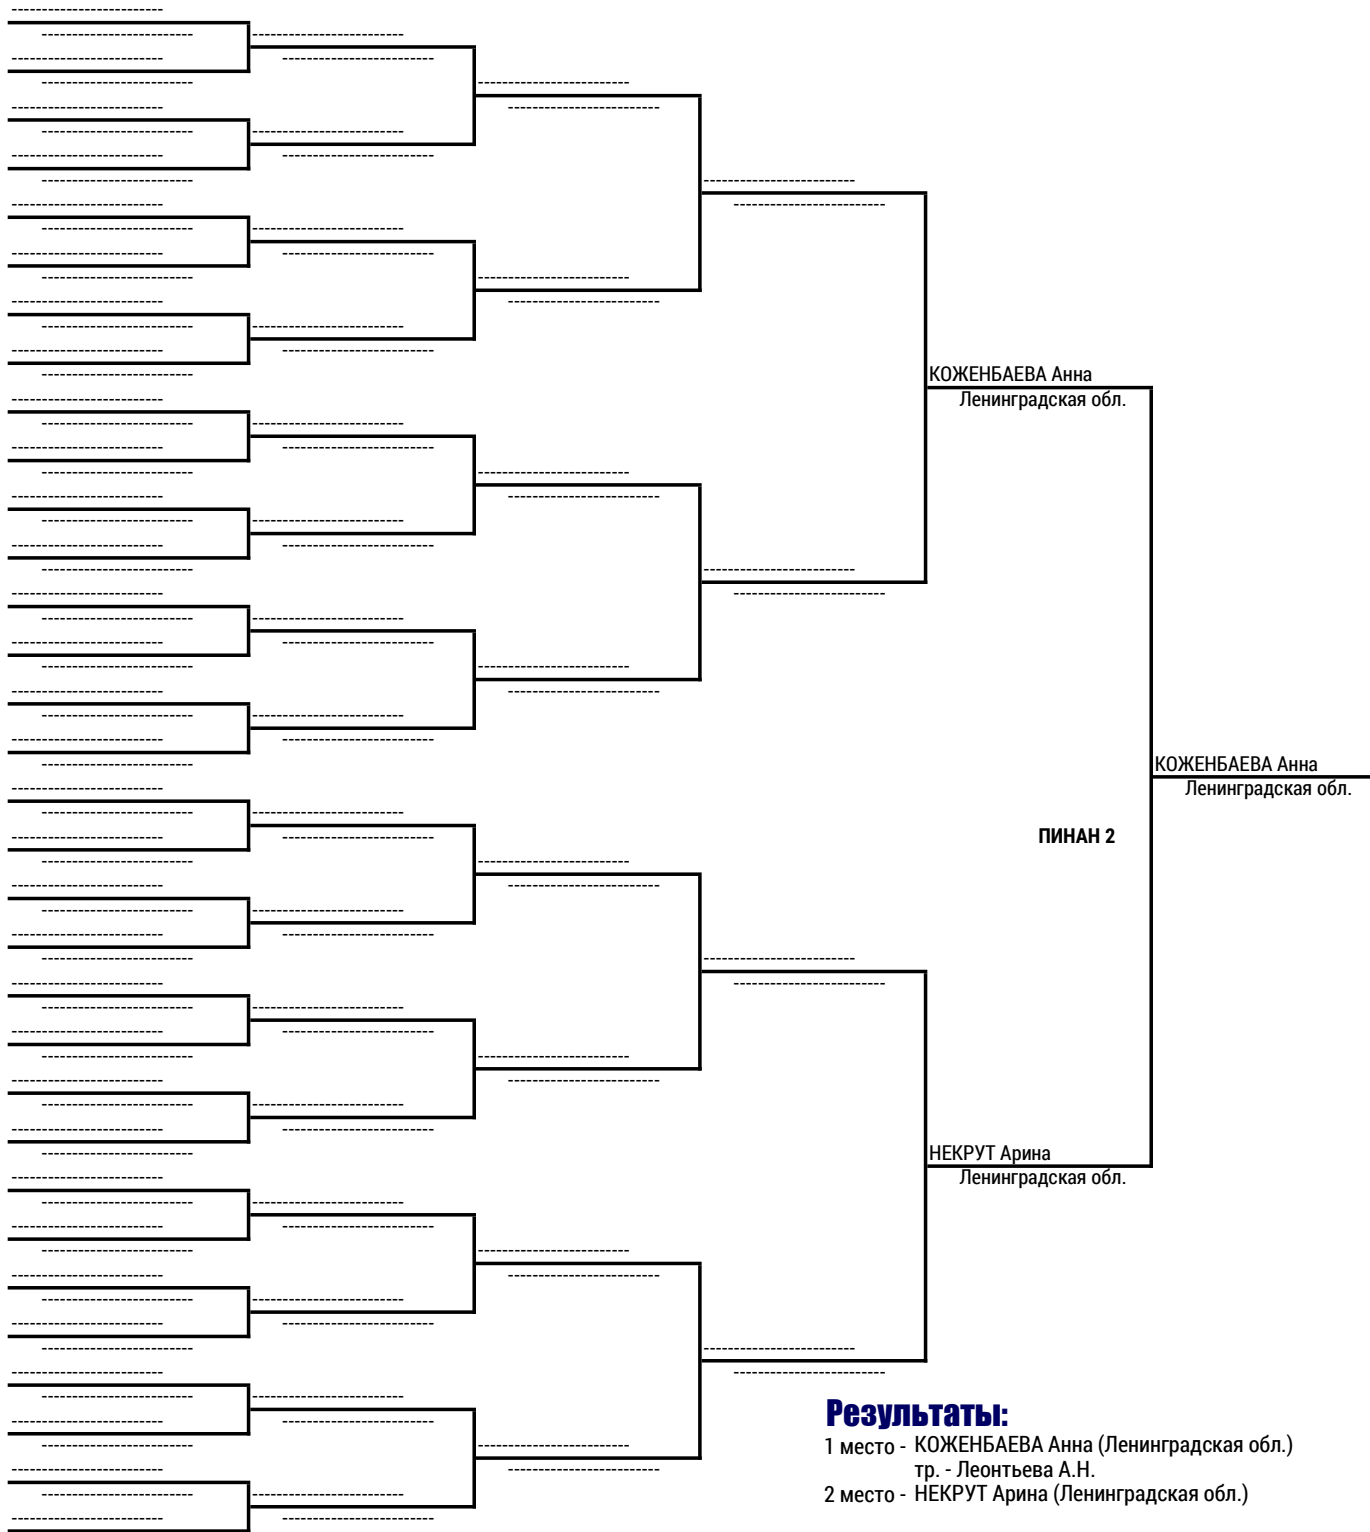 КОЖЕНБАЕВА Анна
Ленинградская обл.
КОЖЕНБАЕВА Анна
Ленинградская обл.
ПИНАН 2
НЕКРУТ Арина
Ленинградская обл.
Результаты:
1 место - КОЖЕНБАЕВА Анна (Ленинградская обл.)
тр. - Леонтьева А.Н.
2 место - НЕКРУТ Арина (Ленинградская обл.)